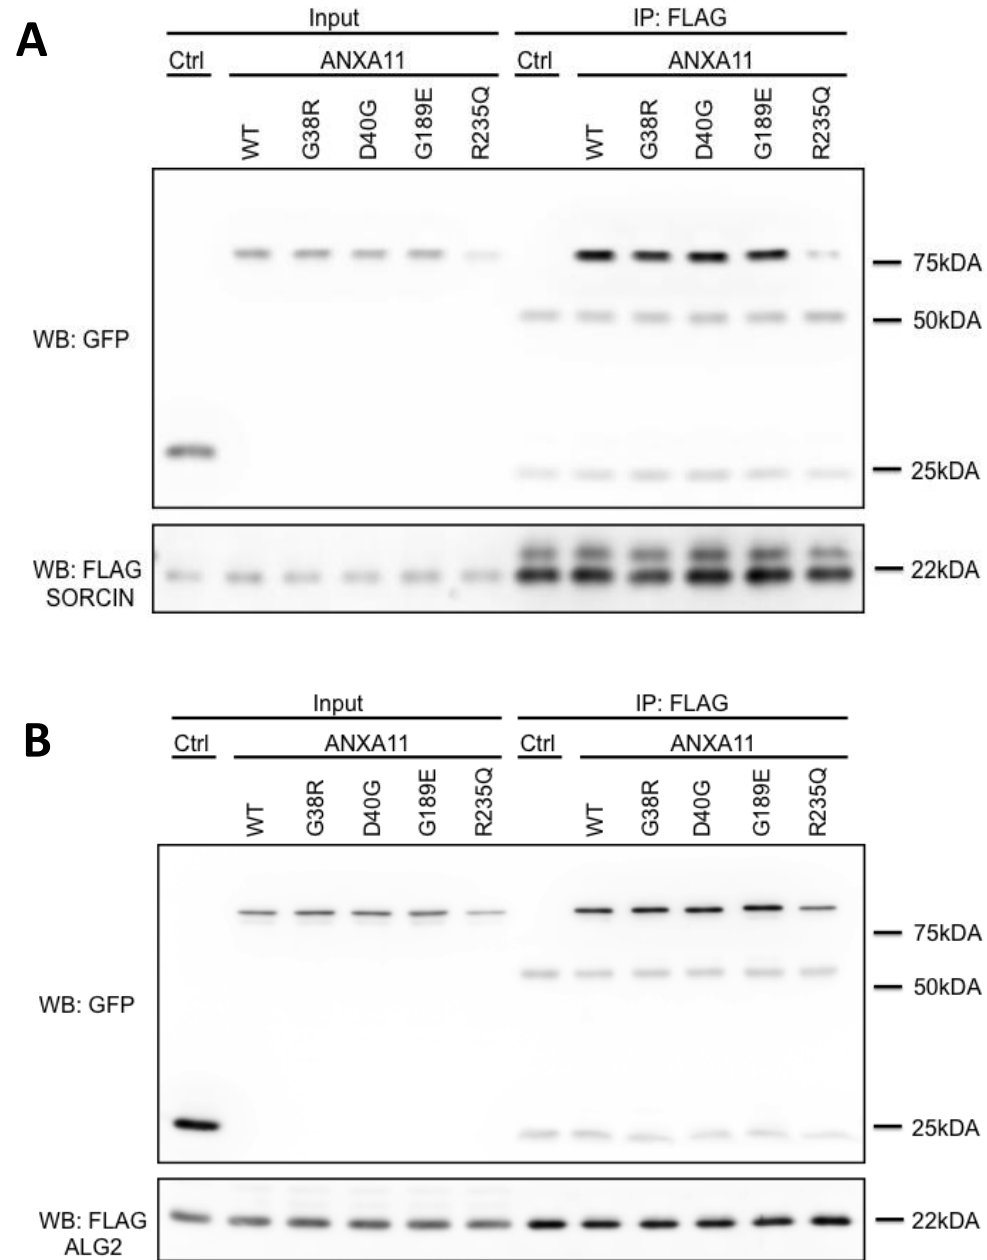 A
Input
IP: FLAG
Ctrl
ANXA11
Ctrl
ANXA11
WT
G38R
D40G
G189E
R235Q
WT
G38R
D40G
G189E
R235Q
75kDA
50kDA
WB: GFP
25kDA
WB: FLAG
SORCIN
22kDA
B
Input
IP: FLAG
Ctrl
ANXA11
Ctrl
ANXA11
WT
G38R
D40G
G189E
R235Q
WT
G38R
D40G
G189E
R235Q
75kDA
50kDA
WB: GFP
25kDA
WB: FLAG
ALG2
22kDA